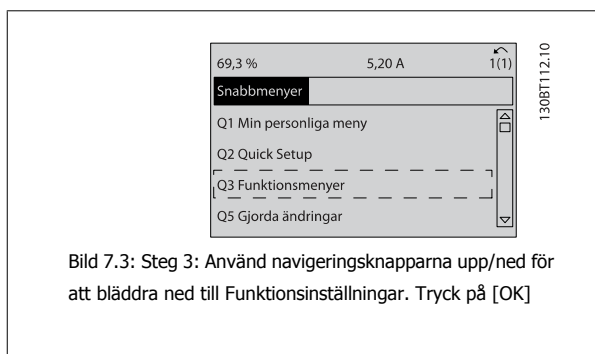 69,3 % 5,20 A 1(1)
Snabbmenyer
Q1 Min personliga meny
Q2 Quick Setup
Q3 Funktionsmenyer
Q5 Gjorda ändringar
130BT112.10
Bild 7.3: Steg 3: Använd navigeringsknapparna upp/ned för
att bläddra ned till Funktionsinställningar. Tryck på [OK]